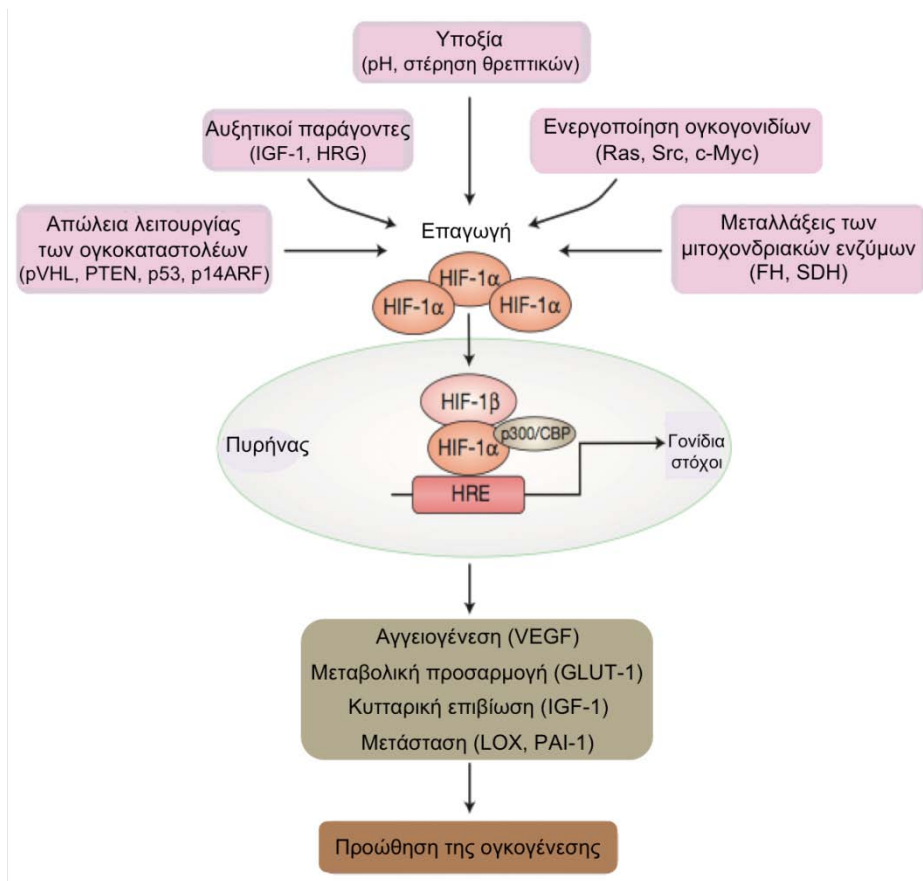 Υποξία
(pH, στέρηση θρεπτικών)
Αυξητικοί παράγοντες
(IGF-1, HRG)
Ενεργοποίηση ογκογονιδίων
(Ras, Src, c-Myc)
Απώλεια λειτουργίας
των ογκοκαταστολέων
(pVHL, PTEN, p53, p14ARF)
Επαγωγή
Μεταλλάξεις των
μιτοχονδριακών ενζύμων
(FH, SDH)
HIF-1α
HIF-1α
HIF-1α
HIF-1β
p300/CBP
HIF-1α
Πυρήνας
Γονίδια
στόχοι
HRE
Αγγειογένεση (VEGF)
Μεταβολική προσαρμογή (GLUT-1)
Κυτταρική επιβίωση (IGF-1)
Μετάσταση (LOX, PAI-1)
Προώθηση της ογκογένεσης